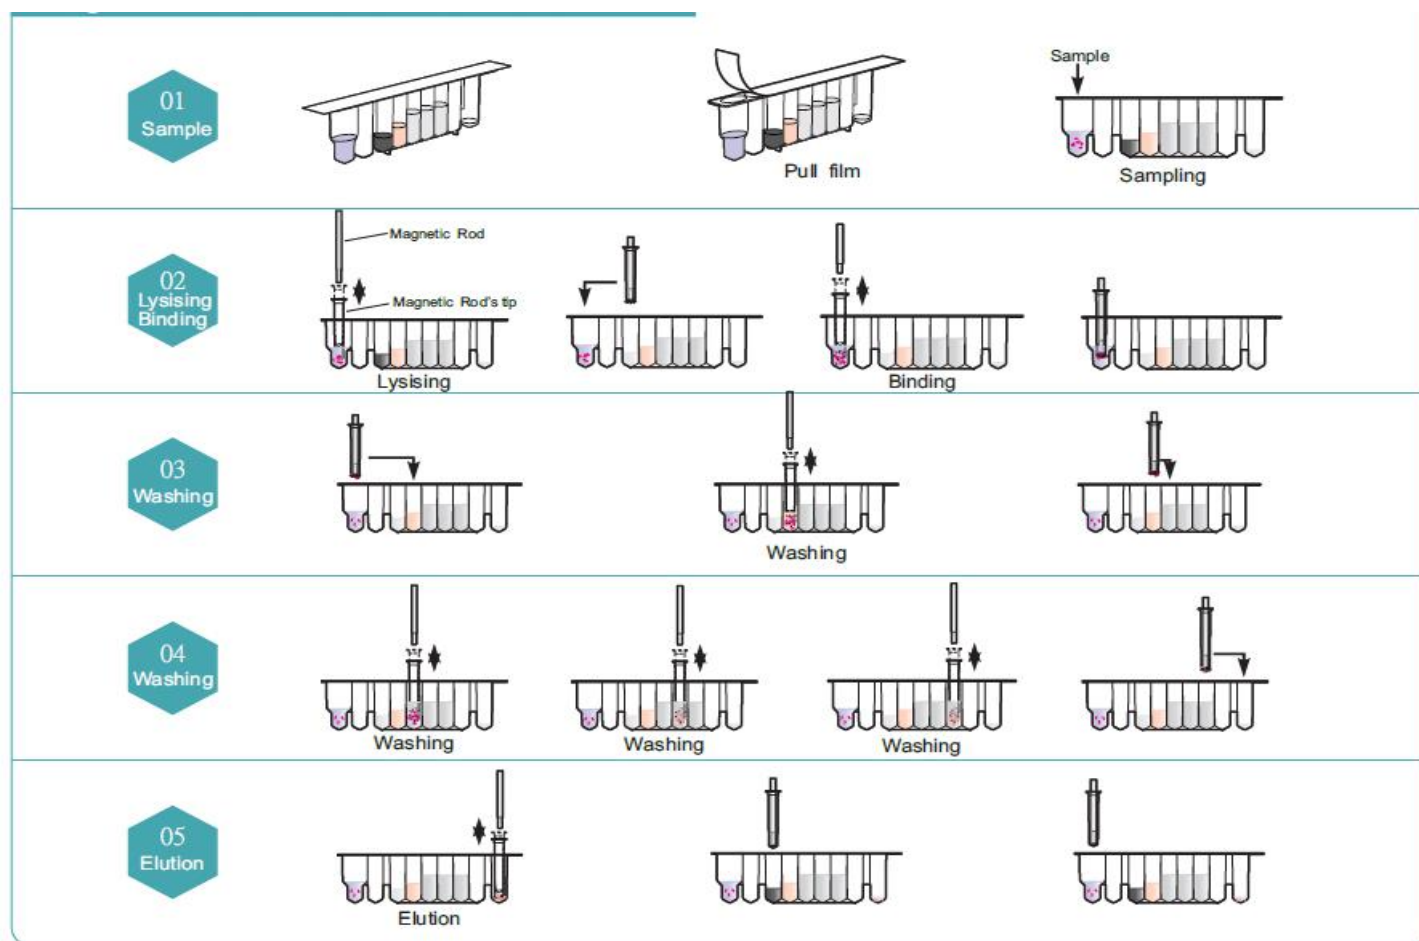 01
Sample
Pull film
Sample
Sampling
02
Lysising
Binding
Magnetic Rod
Magnetic Rod's tip
Lysising
Binding
03
Washing
Washing
04
Washing
Washing
Washing
Washing
05
Elution
Elution